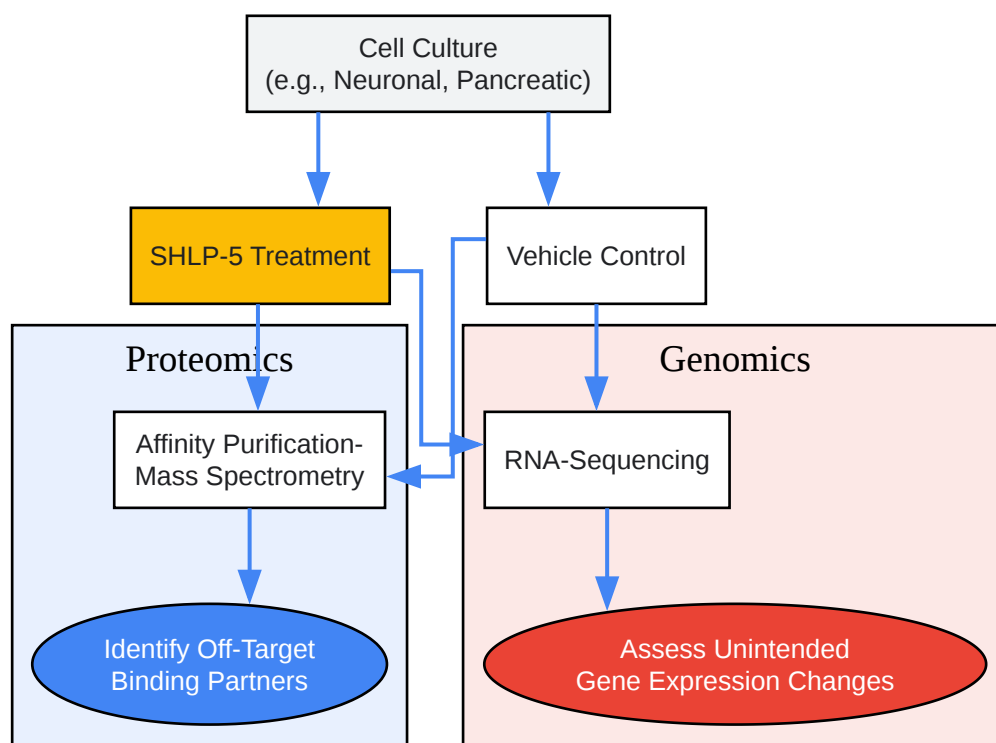 Cell Culture
(e.g., Neuronal, Pancreatic)
SHLP-5 Treatment
Vehicle Control
Proteomics
Genomics
Affinity Purification-
Mass Spectrometry
RNA-Sequencing
Identify Off-Target
Binding Partners
Assess Unintended
Gene Expression Changes